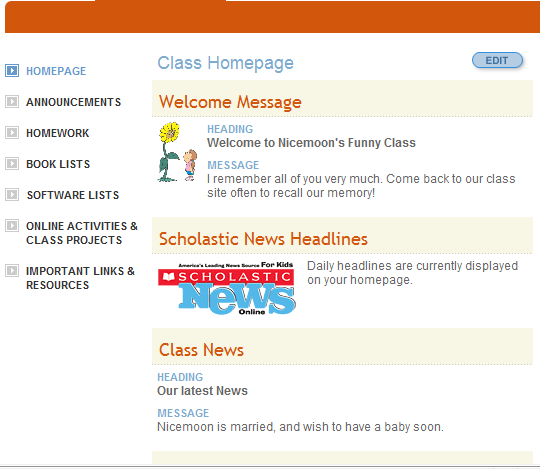 HOMEPAGE
ANNOUNCEMENTS
HOMEWORK
BOOK LISTS
SOFTWARE LISTS
ONLINE ACTIVITIES &
CLASS PROJECTS
IMPORTANT LINKS &
RESOURCES
Class Homepage
EDIT
Welcome Message
HEADING
Welcome to Nicemoon's Funny Class
MESSAGE
I remember all of you very much. Come back to our class
site often to recall our memory!
Scholastic News Headlines
America's Leading News Source For Kids
SCHOLASTIC
News
Online
Daily headlines are currently displayed
on your homepage.
Class News
HEADING
Our latest News
MESSAGE
Nicemoon is married, and wish to have a baby soon.